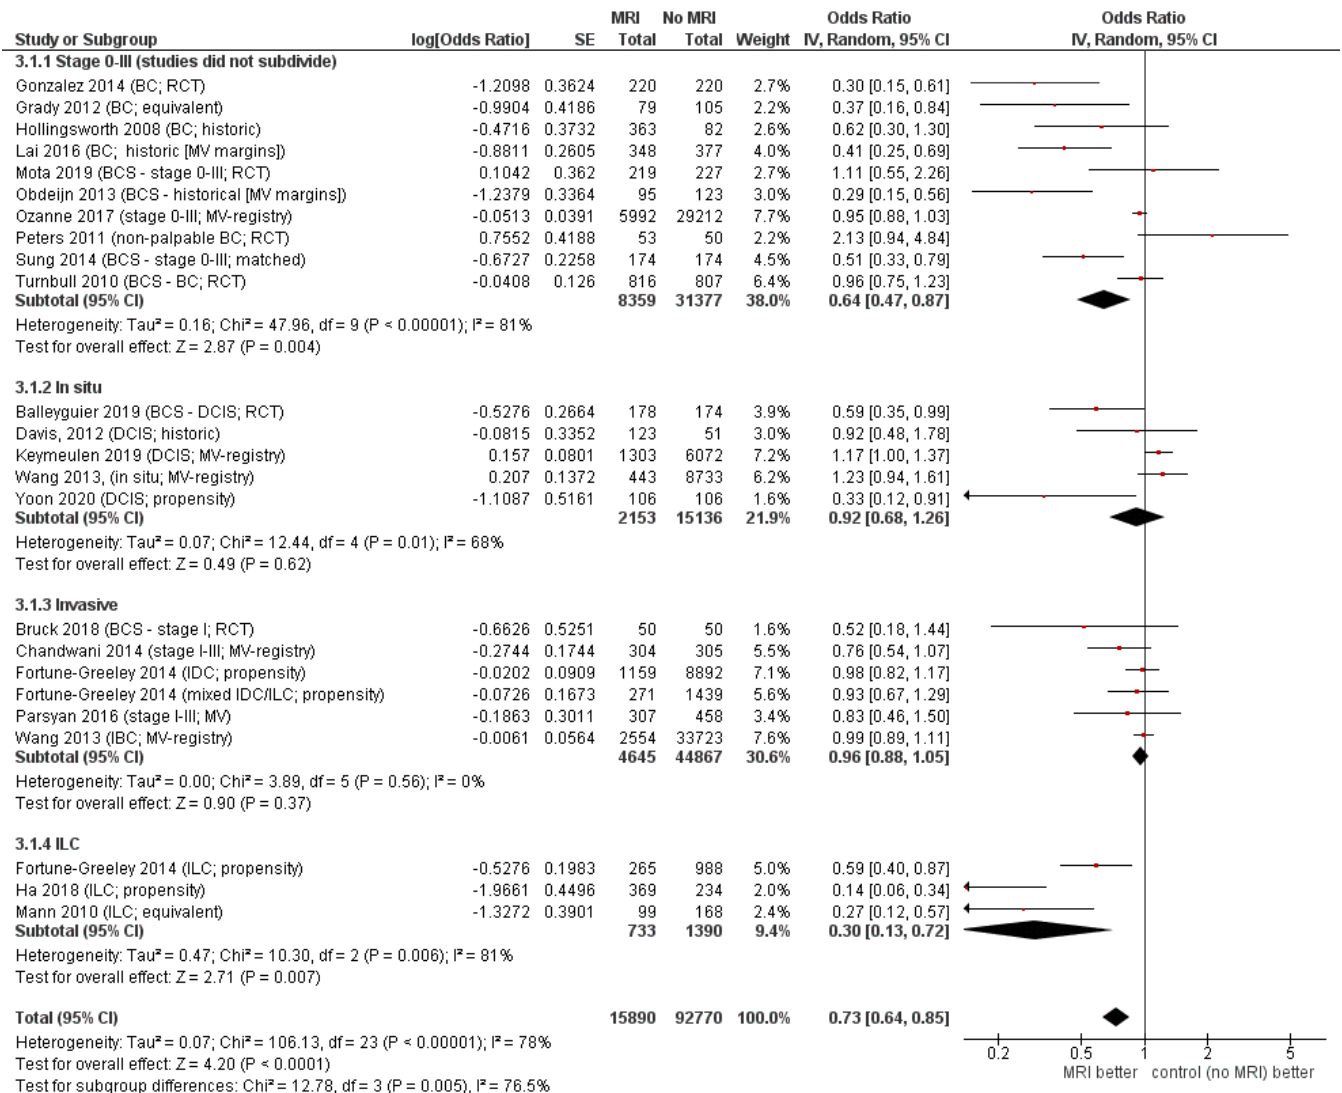 MRI No MRI Odds Ratio Odds Ratio
Study or Subgroup log[Odds Ratio] SE Total Total Weight IV, Random, 95% CI IV, Random, 95% CI
3.1.1 Stage 0-III (studies did not subdivide)
Gonzalez 2014 (BC; RCT) -1.2098 0.3624 220 220 2.7% 0.30 [0.15, 0.61]
Grady 2012 (BC; equivalent) -0.9904 0.4186 79 105 2.2% 0.37 [0.16, 0.84]
Hollingsworth 2008 (BC; historic) -0.4716 0.3732 363 82 2.6% 0.62 [0.30, 1.30]
Lai 2016 (BC; historic [MV margins]) -0.8811 0.2605 348 377 4.0% 0.41 [0.25, 0.69]
Mota 2019 (BCS - stage 0-III; RCT) 0.1042 0.362 219 227 2.7% 1.11 [0.55, 2.26]
Obdeijn 2013 (BCS - historical [MV margins]) -1.2379 0.3364 95 123 3.0% 0.29 [0.15, 0.56]
Ozanne 2017 (stage 0-III; MV-registry) -0.0513 0.0391 5992 29212 7.7% 0.95 [0.88, 1.03]
Peters 2011 (non-palpable BC; RCT) 0.7552 0.4188 53 50 2.2% 2.13 [0.94, 4.84]
Sung 2014 (BCS - stage 0-III; matched) -0.6727 0.2258 174 174 4.5% 0.51 [0.33, 0.79]
Turnbull 2010 (BCS - BC; RCT) -0.0408 0.126 816 807 6.4% 0.96 [0.75, 1.23]
Subtotal (95% CI) 8359 31377 38.0% 0.64 [0.47, 0.87]
Heterogeneity: Tau² = 0.16; Chi² = 47.96, df = 9 (P < 0.00001); I² = 81%
Test for overall effect: Z = 2.87 (P = 0.004)
3.1.2 In situ
Balleyguier 2019 (BCS - DCIS; RCT) -0.5276 0.2664 178 174 3.9% 0.59 [0.35, 0.99]
Davis, 2012 (DCIS; historic) -0.0815 0.3352 123 51 3.0% 0.92 [0.48, 1.78]
Keymeulen 2019 (DCIS; MV-registry) 0.157 0.0801 1303 6072 7.2% 1.17 [1.00, 1.37]
Wang 2013, (in situ; MV-registry) 0.207 0.1372 443 8733 6.2% 1.23 [0.94, 1.61]
Yoon 2020 (DCIS; propensity) -1.1087 0.5161 106 106 1.6% 0.33 [0.12, 0.91]
Subtotal (95% CI) 2153 15136 21.9% 0.92 [0.68, 1.26]
Heterogeneity: Tau² = 0.07; Chi² = 12.44, df = 4 (P = 0.01); I² = 68%
Test for overall effect: Z = 0.49 (P = 0.62)
3.1.3 Invasive
Bruck 2018 (BCS - stage I; RCT) -0.6626 0.5251 50 50 1.6% 0.52 [0.18, 1.44]
Chandwani 2014 (stage I-III; MV-registry) -0.2744 0.1744 304 305 5.5% 0.76 [0.54, 1.07]
Fortune-Greeley 2014 (IDC; propensity) -0.0202 0.0909 1159 8892 7.1% 0.98 [0.82, 1.17]
Fortune-Greeley 2014 (mixed IDC/ILC; propensity) -0.0726 0.1673 271 1439 5.6% 0.93 [0.67, 1.29]
Parsyan 2016 (stage I-III; MV) -0.1863 0.3011 307 458 3.4% 0.83 [0.46, 1.50]
Wang 2013 (IBC; MV-registry) -0.0061 0.0564 2554 33723 7.6% 0.99 [0.89, 1.11]
Subtotal (95% CI) 4645 44867 30.6% 0.96 [0.88, 1.05]
Heterogeneity: Tau² = 0.00; Chi² = 3.89, df = 5 (P = 0.56); I² = 0%
Test for overall effect: Z = 0.90 (P = 0.37)
3.1.4 ILC
Fortune-Greeley 2014 (ILC; propensity) -0.5276 0.1983 265 988 5.0% 0.59 [0.40, 0.87]
Ha 2018 (ILC; propensity) -1.9661 0.4496 369 234 2.0% 0.14 [0.06, 0.34]
Mann 2010 (ILC; equivalent) -1.3272 0.3901 99 168 2.4% 0.27 [0.12, 0.57]
Subtotal (95% CI) 733 1390 9.4% 0.30 [0.13, 0.72]
Heterogeneity: Tau² = 0.47; Chi² = 10.30, df = 2 (P = 0.006); I² = 81%
Test for overall effect: Z = 2.71 (P = 0.007)
Total (95% CI) 15890 92770 100.0% 0.73 [0.64, 0.85]
Heterogeneity: Tau² = 0.07; Chi² = 106.13, df = 23 (P < 0.00001); I² = 78%
Test for overall effect: Z = 4.20 (P < 0.0001)
Test for subgroup differences: Chi² = 12.78, df = 3 (P = 0.005), I² = 76.5%
0.2 0.5 1 2 5
MRI better control (no MRI) better